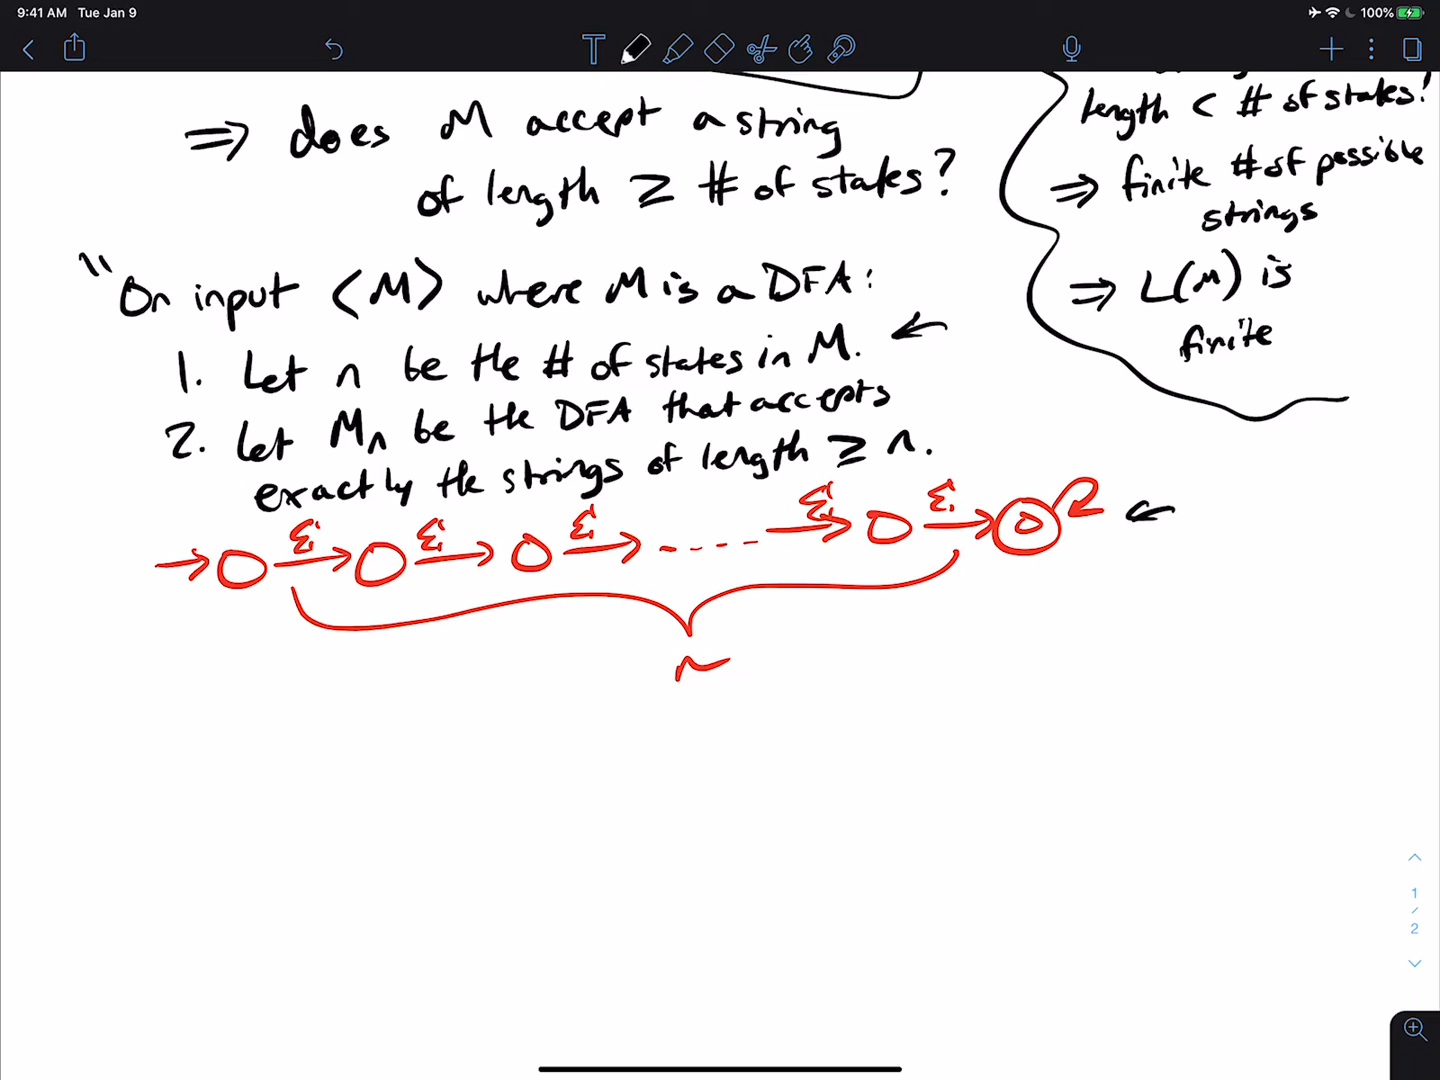 9:41 AM Tue Jan 9
100%
⇒ does M accept a string
of length ≥ # of states?
length < # of states?
⇒ finite # of possible
strings
⇒ L(M) is
finite
"On input <M> where M is a DFA:
1. Let n be the # of states in M. ←
2. Let Mn be the DFA that accepts
exactly the strings of length ≥ n.
Σ Σ Σ Σ Σ
n
1
/
2